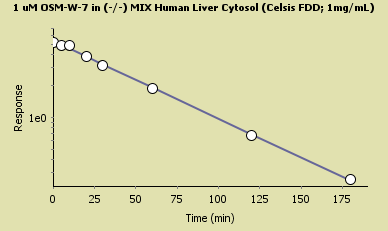 1 uM OSM-W-7 in (-/-) MIX Human Liver Cytosol (Celsis FDD; 1mg/mL)
Response
1e0
0 25 50 75 100 125 150 175
Time (min)